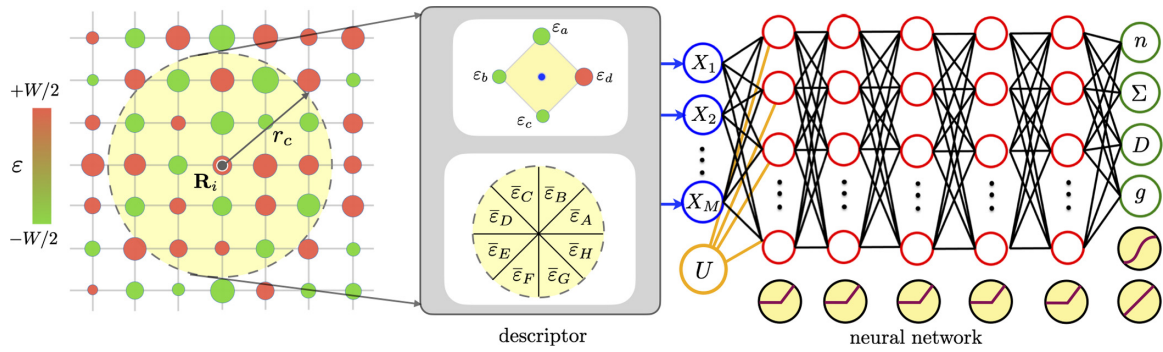 +W/2
ε
−W/2
r_c
R_i
ε_a
ε_b
ε_d
ε_c
ε̅_C
ε̅_B
ε̅_D
ε̅_A
ε̅_E
ε̅_H
ε̅_F
ε̅_G
descriptor
X_1
X_2
X_M
U
n
Σ
D
g
neural network